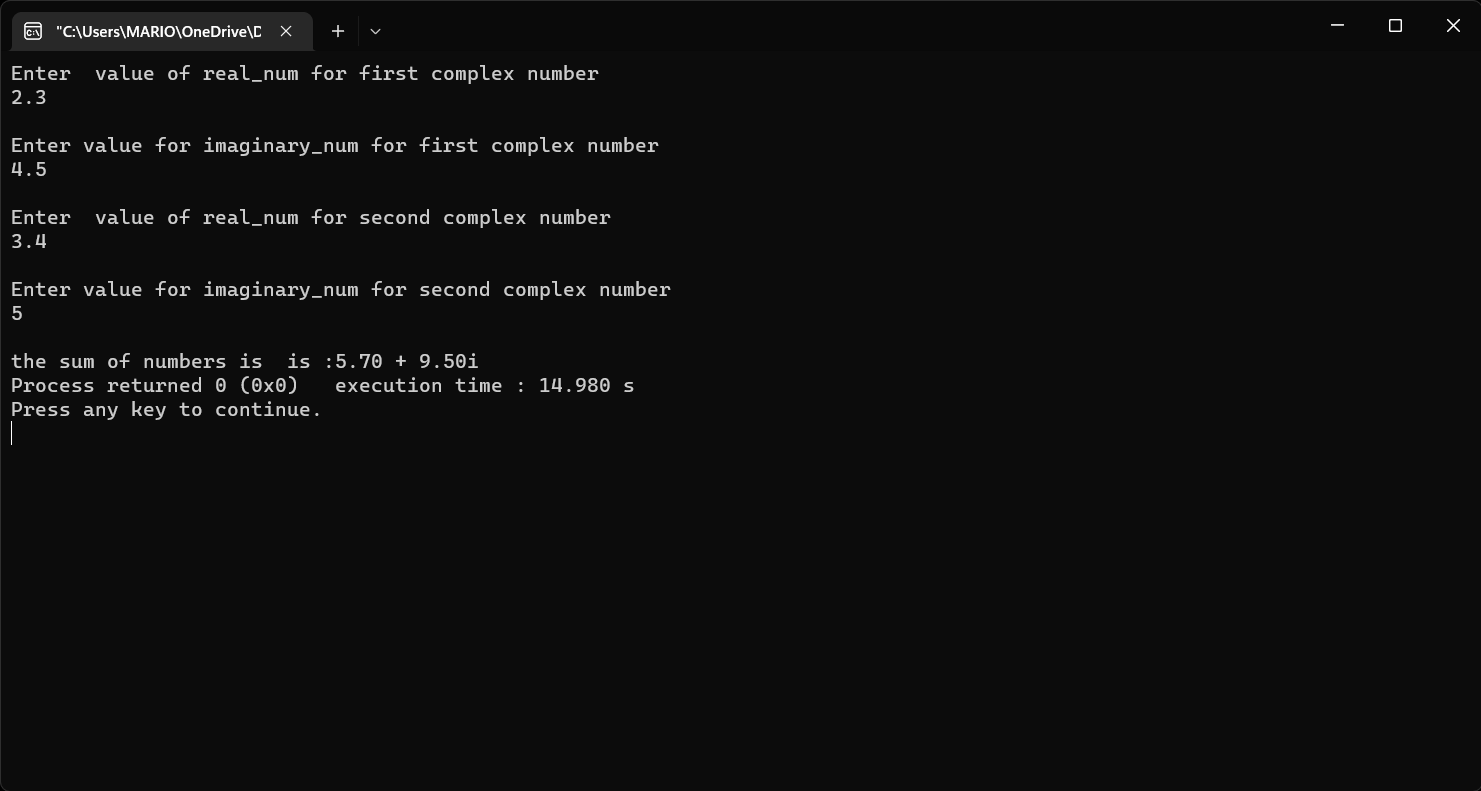 "C:\Users\MARIO\OneDrive\D
Enter  value of real_num for first complex number
2.3
Enter value for imaginary_num for first complex number
4.5
Enter  value of real_num for second complex number
3.4
Enter value for imaginary_num for second complex number
5
the sum of numbers is  is :5.70 + 9.50i
Process returned 0 (0x0)   execution time : 14.980 s
Press any key to continue.